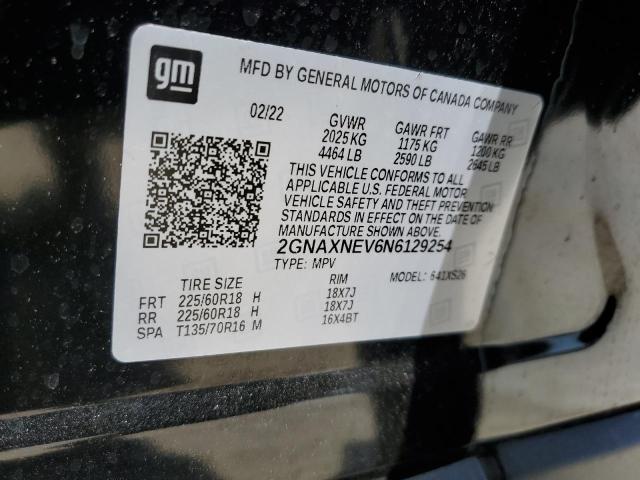 gm
MFD BY GENERAL MOTORS OF CANADA COMPANY
02/22 GVWR GAWR FRT GAWR RR
2025 KG 1175 KG 1200 KG
4464 LB 2590 LB 2645 LB
THIS VEHICLE CONFORMS TO ALL
APPLICABLE U.S. FEDERAL MOTOR
VEHICLE SAFETY AND THEFT PREVENTION
STANDARDS IN EFFECT ON THE DATE OF
MANUFACTURE SHOWN ABOVE.
2GNAXNEV6N6129254
TYPE: MPV MODEL: 641XS26
TIRE SIZE RIM
FRT 225/60R18 H 18X7J
RR 225/60R18 H 18X7J
SPA T135/70R16 M 16X4BT